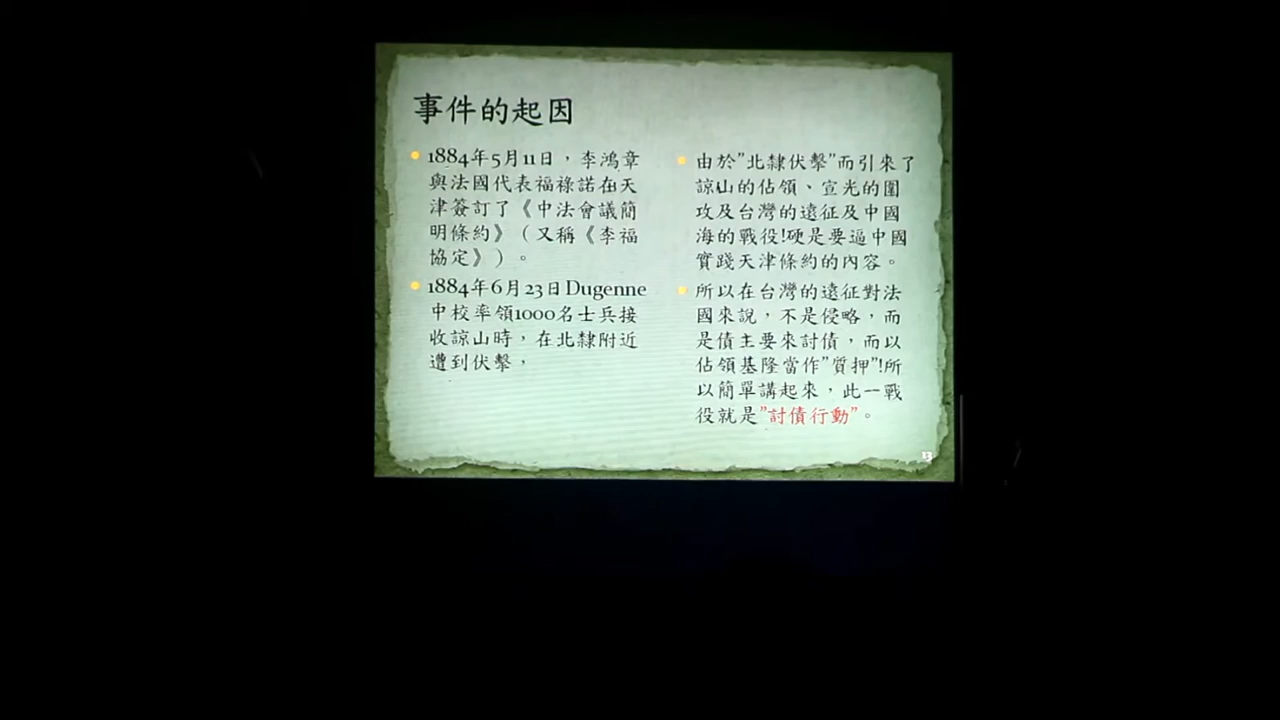 事件的起因
1884年5月11日，李鴻章
與法國代表福祿諾在天
津簽訂了《中法會議簡
明條約》（又稱《李福
協定》）。
1884年6月23日Dugenne
中校率領1000名士兵接
收諒山時，在北隸附近
遭到伏擊，
由於"北隸伏擊"而引來了
諒山的佔領、宣光的圍
攻及台灣的遠征及中國
海的戰役!硬是要逼中國
實踐天津條約的內容。
所以在台灣的遠征對法
國來說，不是侵略，而
是債主要來討債，而以
佔領基隆當作"質押"!所
以簡單講起來，此一戰
役就是"討債行動"。
13